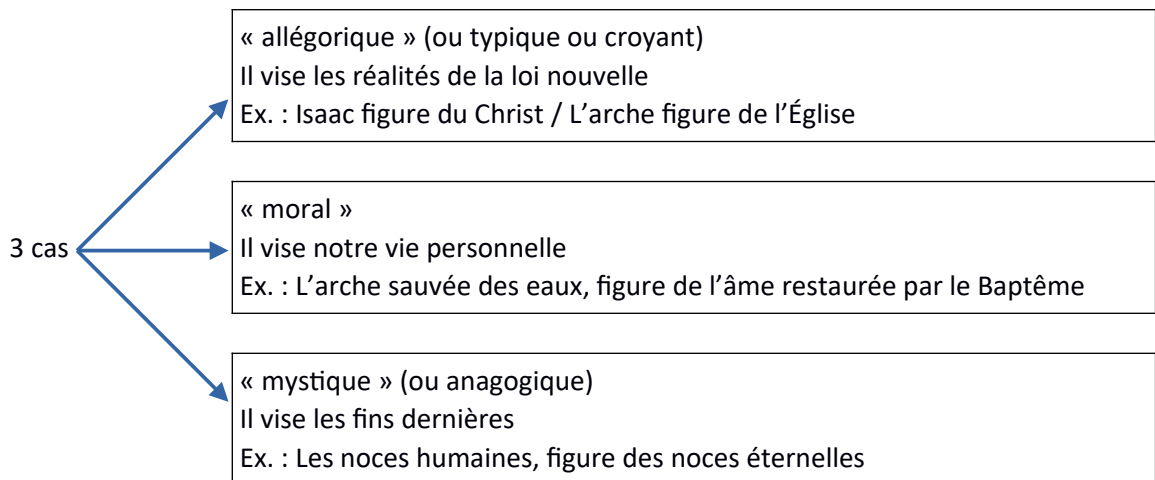 « allégorique » (ou typique ou croyant)
Il vise les réalités de la loi nouvelle
Ex. : Isaac figure du Christ / L’arche figure de l’Église
« moral »
3 cas
Il vise notre vie personnelle
Ex. : L’arche sauvée des eaux, figure de l’âme restaurée par le Baptême
« mystique » (ou anagogique)
Il vise les fins dernières
Ex. : Les noces humaines, figure des noces éternelles